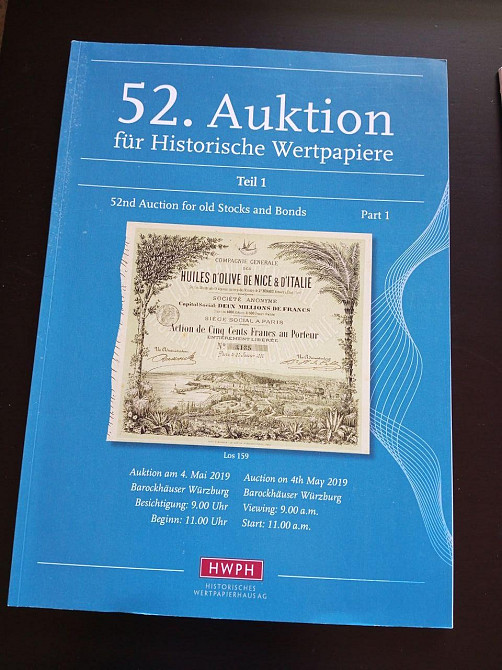 52. Auktion
für Historische Wertpapiere
Teil 1
52nd Auction for old Stocks and Bonds Part 1
COMPAGNIE GENERALE
DES
HUILES D'OLIVE DE NICE & D'ITALIE
SOCIÉTÉ ANONYME
Capital Social: DEUX MILLIONS DE FRANCS
SIÈGE SOCIAL A PARIS
Action de Cinq Cents Francs au Porteur
ENTIÈREMENT LIBÉRÉE
Los 159
Auktion am 4. Mai 2019 Auction on 4th May 2019
Barockhäuser Würzburg Barockhäuser Würzburg
Besichtigung: 9.00 Uhr Viewing: 9.00 a.m.
Beginn: 11.00 Uhr Start: 11.00 a.m.
HWPH
HISTORISCHES
WERTPAPIERHAUS AG